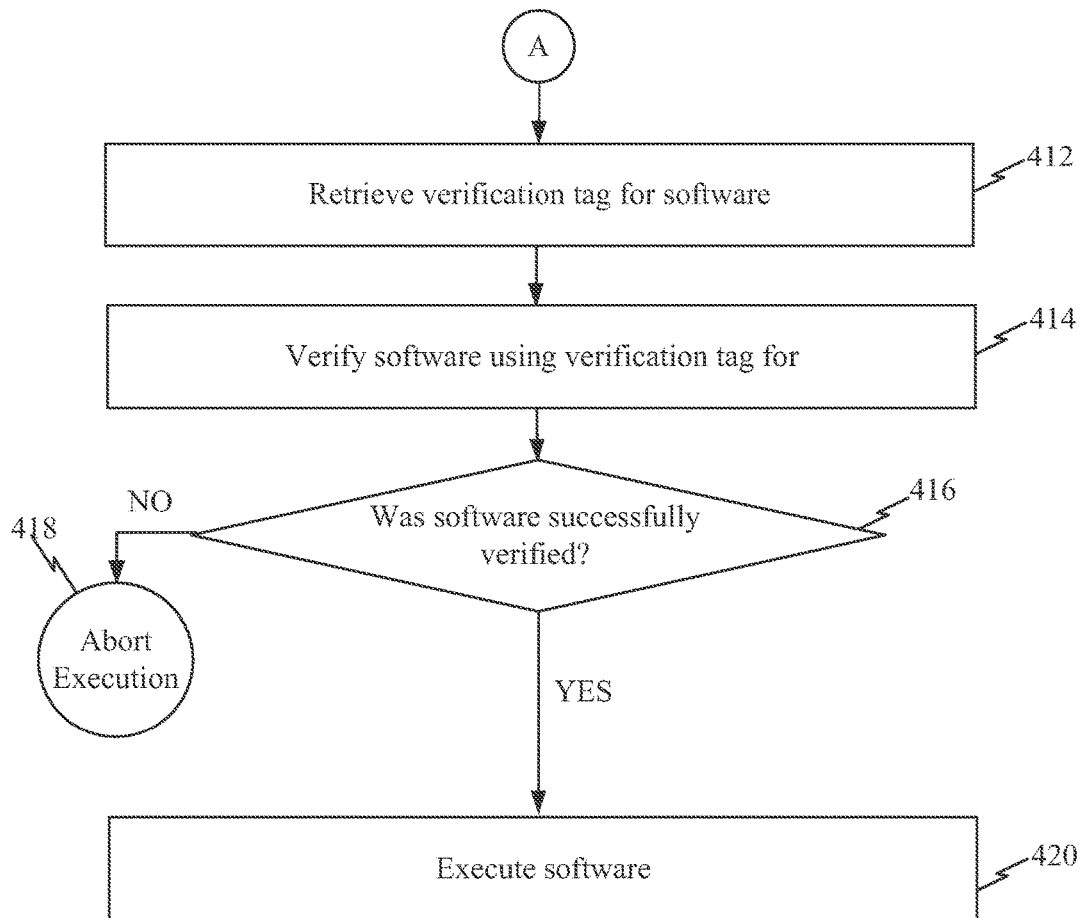 A
412
Retrieve verification tag for software
414
Verify software using verification tag for
NO
416
Was software successfully
verified?
418
Abort
Execution
YES
Execute software
420